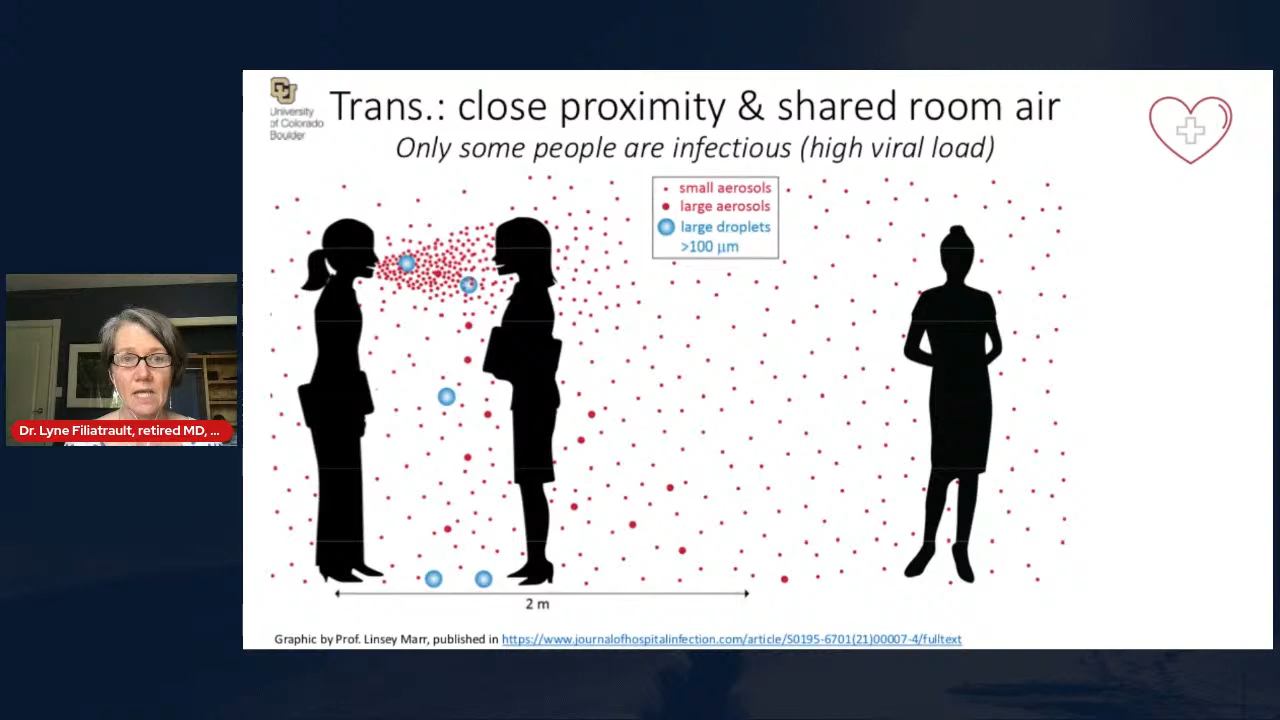 University
of Colorado
Boulder
Trans.: close proximity & shared room air
Only some people are infectious (high viral load)
small aerosols
large aerosols
large droplets
>100 μm
Dr. Lyne Filiatrault, retired MD, ...
2 m
Graphic by Prof. Linsey Marr, published in https://www.journalofhospitalinfection.com/article/S0195-6701(21)00007-4/fulltext